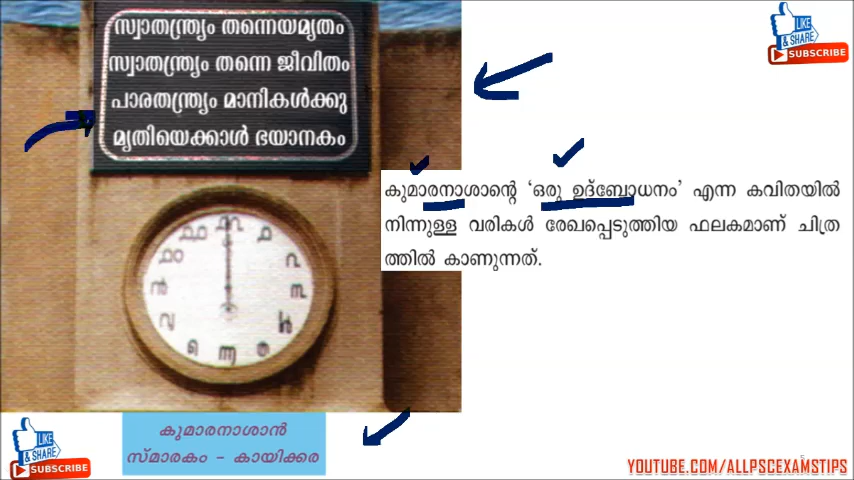 സ്വാതന്ത്ര്യം തന്നെയമൃതം
സ്വാതന്ത്ര്യം തന്നെ ജീവിതം
പാരതന്ത്ര്യം മാനികൾക്കു
മൃതിയെക്കാൾ ഭയാനകം
LIKE
& SHARE
SUBSCRIBE
കുമാരനാശാന്റെ ‘ഒരു ഉദ്ബോധനം’ എന്ന കവിതയിൽ
നിന്നുള്ള വരികൾ രേഖപ്പെടുത്തിയ ഫലകമാണ് ചിത്ര
ത്തിൽ കാണുന്നത്.
കുമാരനാശാൻ
സ്മാരകം - കായിക്കര
LIKE
& SHARE
SUBSCRIBE
YOUTUBE.COM/ALLPSCEXAMSTIPS